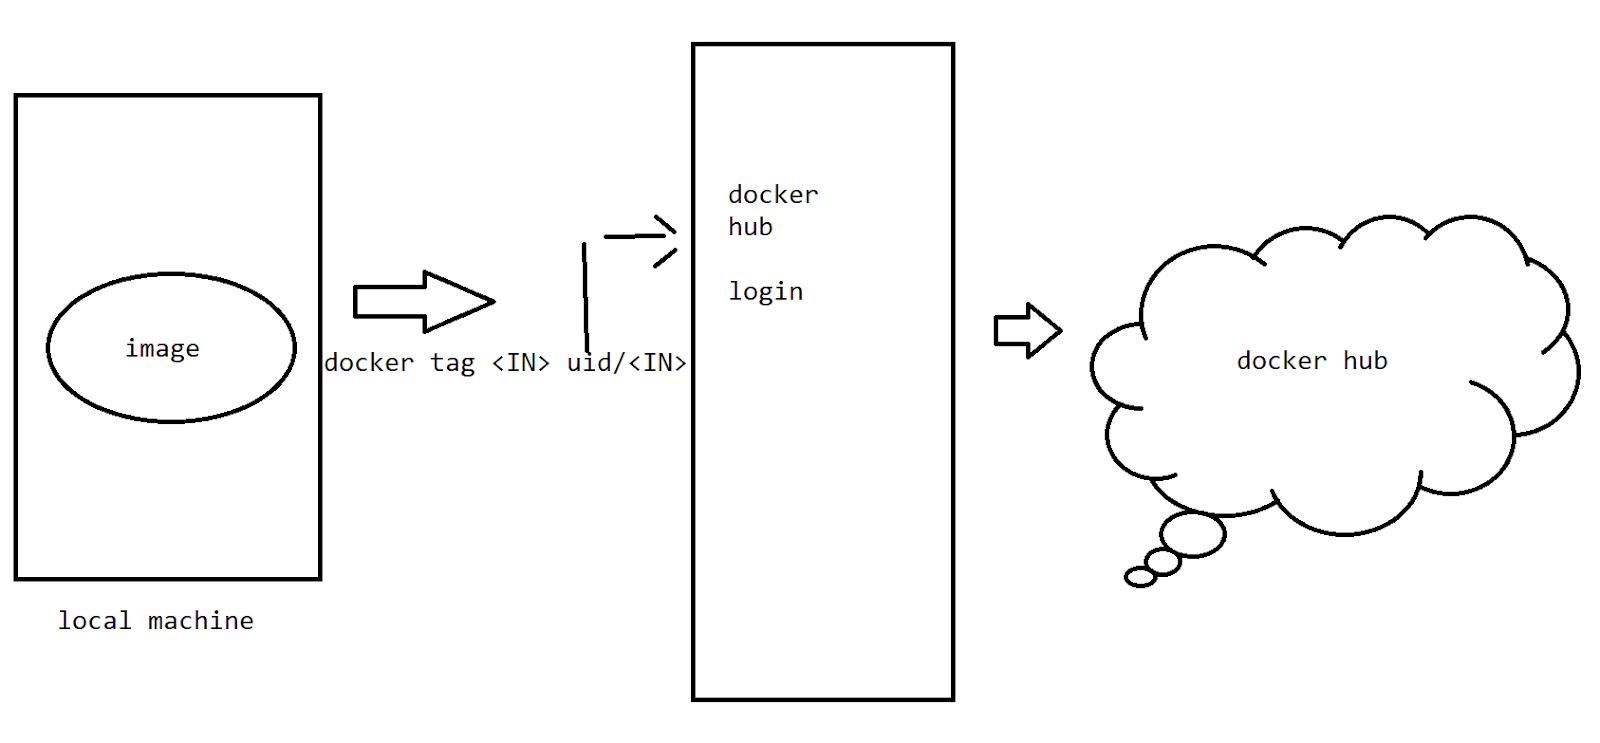 image
local machine
docker tag <IN> uid/<IN>
docker
hub
login
docker hub